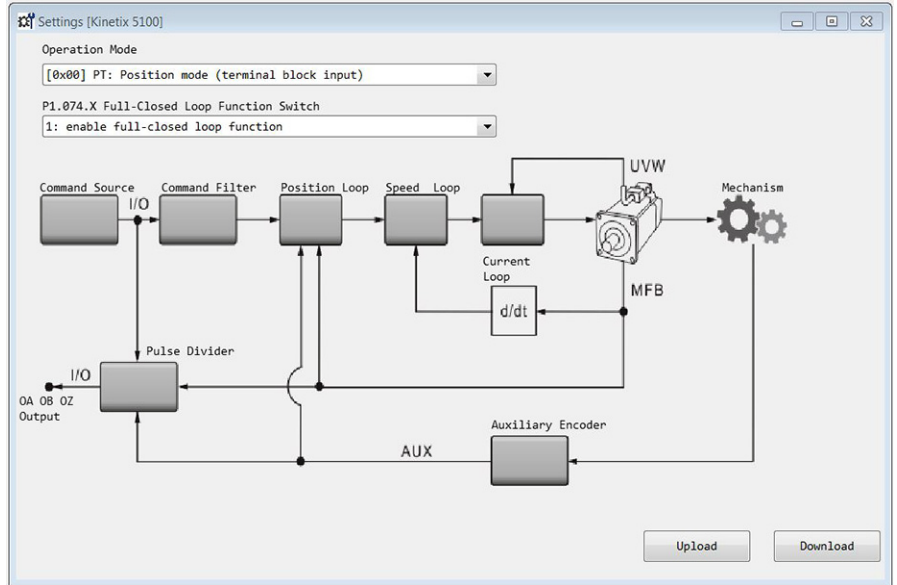 Settings [Kinetix 5100]
Operation Mode
[0x00] PT: Position mode (terminal block input)
P1.074.X Full-Closed Loop Function Switch
1: enable full-closed loop function
UVW
Command Source
Command Filter
Position Loop
Speed Loop
Mechanism
I/O
Current
Loop
MFB
d/dt
Pulse Divider
I/O
OA OB OZ
Output
Auxiliary Encoder
AUX
Upload
Download